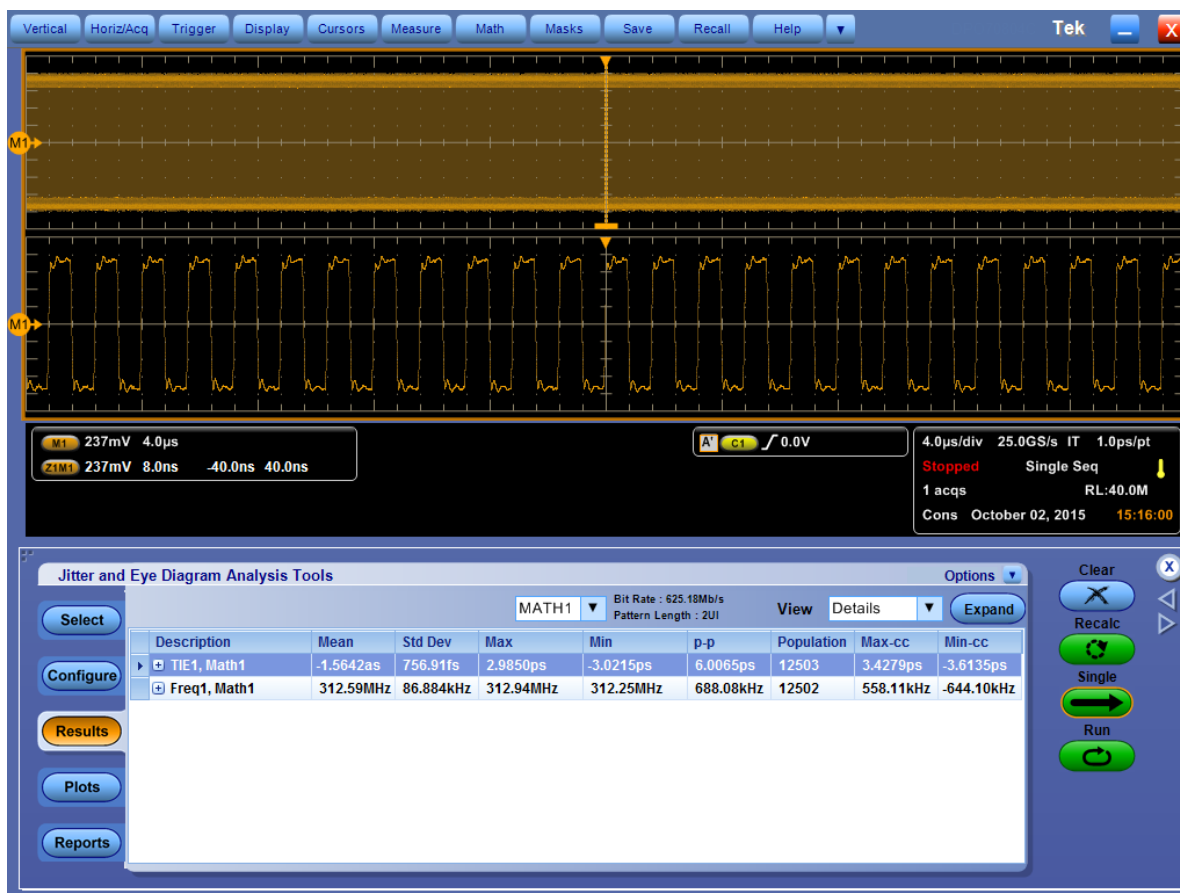 Vertical Horiz/Acq Trigger Display Cursors Measure Math Masks Save Recall Help Tek X
M1
M1
M1 237mV 4.0µs
Z1M1 237mV 8.0ns -40.0ns 40.0ns
A' C1 0.0V
4.0µs/div 25.0GS/s IT 1.0ps/pt
Stopped Single Seq
1 acqs RL:40.0M
Cons October 02, 2015 15:16:00
Jitter and Eye Diagram Analysis Tools
Options
X
Select
Configure
Results
Plots
Reports
MATH1
Bit Rate : 625.18Mb/s
Pattern Length : 2UI
View Details Expand
Description Mean Std Dev Max Min p-p Population Max-cc Min-cc
TIE1, Math1 -1.5642as 756.91fs 2.9850ps -3.0215ps 6.0065ps 12503 3.4279ps -3.6135ps
Freq1, Math1 312.59MHz 86.884kHz 312.94MHz 312.25MHz 688.08kHz 12502 558.11kHz -644.10kHz
Clear
Recalc
Single
Run